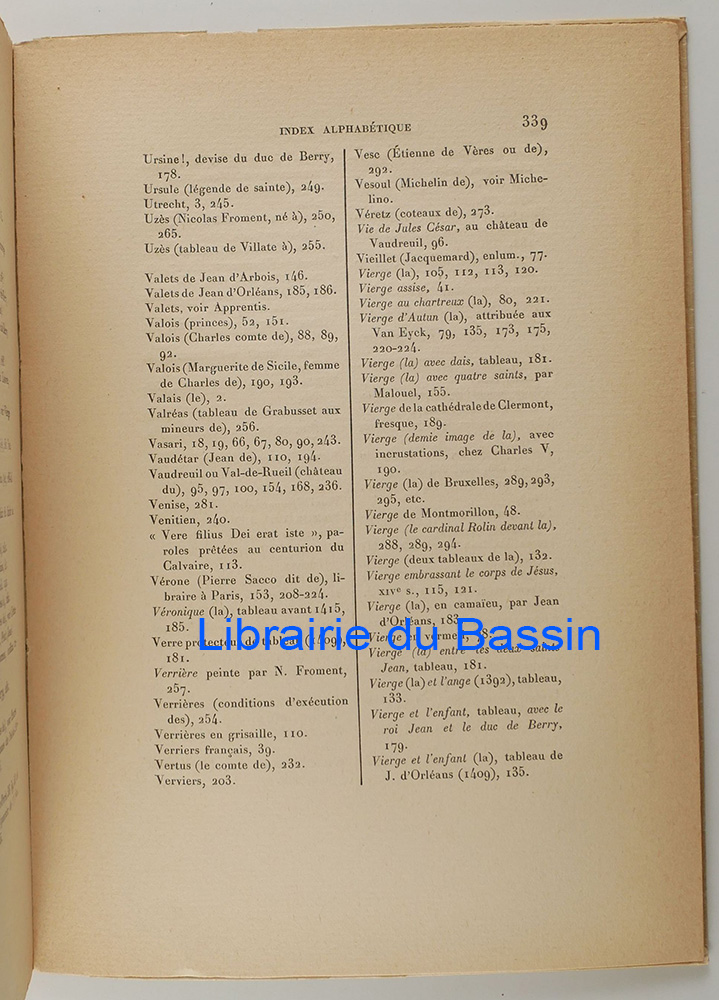 INDEX ALPHABÉTIQUE 339
Ursine!, devise du duc de Berry,
178.
Ursule (légende de sainte), 249.
Utrecht, 3, 245.
Uzès (Nicolas Froment, né à), 250,
265.
Uzès (tableau de Villate à), 255.
Valets de Jean d'Arbois, 146.
Valets de Jean d'Orléans, 185, 186.
Valets, voir Apprentis.
Valois (princes), 52, 151.
Valois (Charles comte de), 88, 89,
92.
Valois (Marguerite de Sicile, femme
de Charles de), 190, 193.
Valais (le), 2.
Valréas (tableau de Grabusset aux
mineurs de), 256.
Vasari, 18, 19, 66, 67, 80, 90, 243.
Vaudétar (Jean de), 110, 194.
Vaudreuil ou Val-de-Rueil (château
du), 95, 97, 100, 154, 168, 236.
Venise, 281.
Venitien, 240.
« Vere filius Dei erat iste », pa-
roles prêtées au centurion du
Calvaire, 113.
Vérone (Pierre Sacco dit de), li-
braire à Paris, 153, 208-224.
Véronique (la), tableau avant 1415,
185.
Verre protecteur de tableau (1409),
181.
Verrière peinte par N. Froment,
257.
Verrières (conditions d'exécution
des), 254.
Verrières en grisaille, 110.
Verriers français, 39.
Vertus (le comte de), 232.
Verviers, 203.
Vesc (Étienne de Vères ou de),
292.
Vesoul (Michelin de), voir Miche-
lino.
Véretz (coteaux de), 273.
Vie de Jules César, au château de
Vaudreuil, 96.
Vieillet (Jacquemard), enlum., 77.
Vierge (la), 105, 112, 113, 120.
Vierge assise, 41.
Vierge au chartreux (la), 80, 221.
Vierge d'Autun (la), attribuée aux
Van Eyck, 79, 135, 173, 175,
220-224.
Vierge (la) avec dais, tableau, 181.
Vierge (la) avec quatre saints, par
Malouel, 155.
Vierge de la cathédrale de Clermont,
fresque, 189.
Vierge (demie image de la), avec
incrustations, chez Charles V,
190.
Vierge (la) de Bruxelles, 289, 293,
295, etc.
Vierge de Montmorillon, 48.
Vierge (le cardinal Rolin devant la),
288, 289, 294.
Vierge (deux tableaux de la), 132.
Vierge embrassant le corps de Jésus,
XIVe s., 115, 121.
Vierge (la), en camaïeu, par Jean
d'Orléans, 183.
Vierge en vermeil,
Vierge (la) entre les deux saints
Jean, tableau, 181.
Vierge (la) et l'ange (1392), tableau,
133.
Vierge et l'enfant, tableau, avec le
roi Jean et le duc de Berry,
179.
Vierge et l'enfant (la), tableau de
J. d'Orléans (1409), 135.
Librairie du Bassin